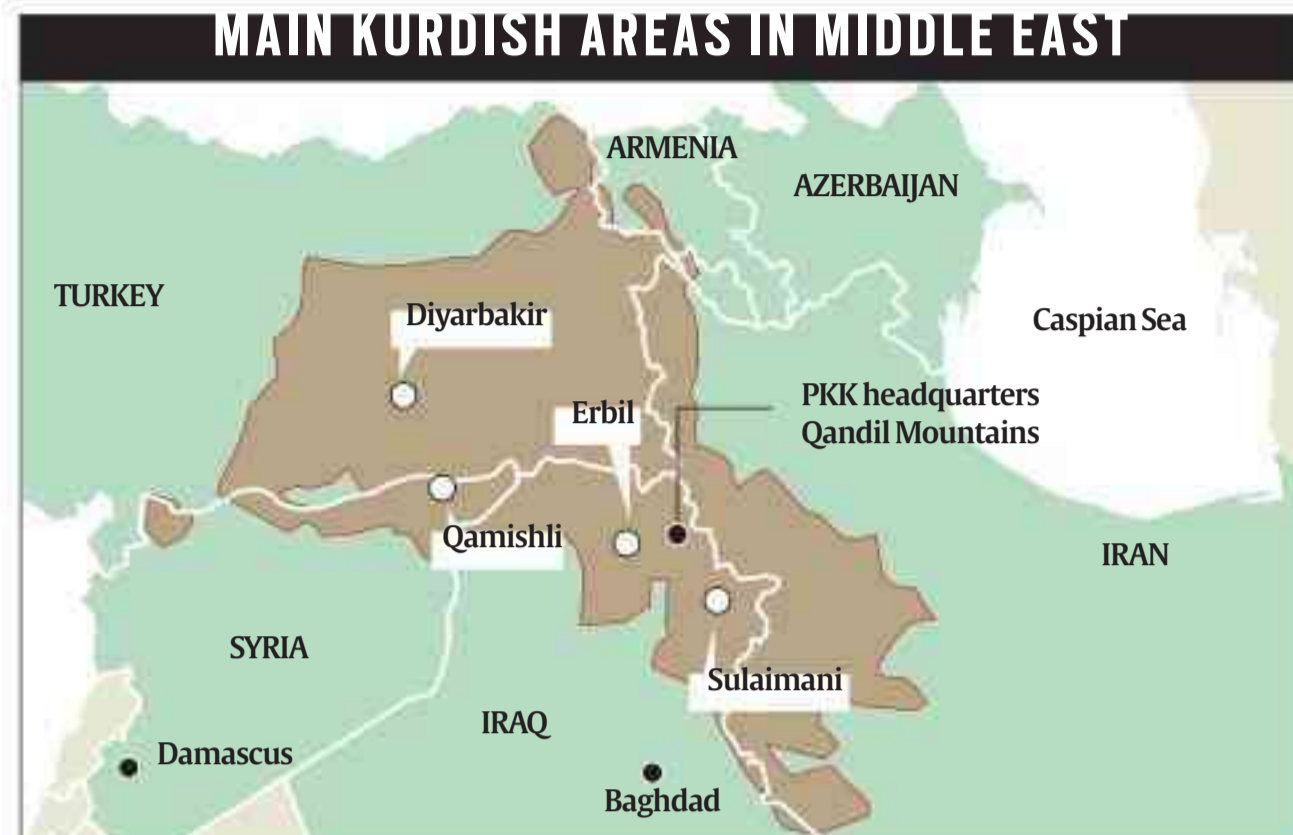 MAIN KURDISH AREAS IN MIDDLE EAST
ARMENIA
AZERBAIJAN
TURKEY
Diyarbakir
Caspian Sea
Erbil
PKK headquarters
Qandil Mountains
Qamishli
IRAN
SYRIA
Sulaimani
IRAQ
Damascus
Baghdad